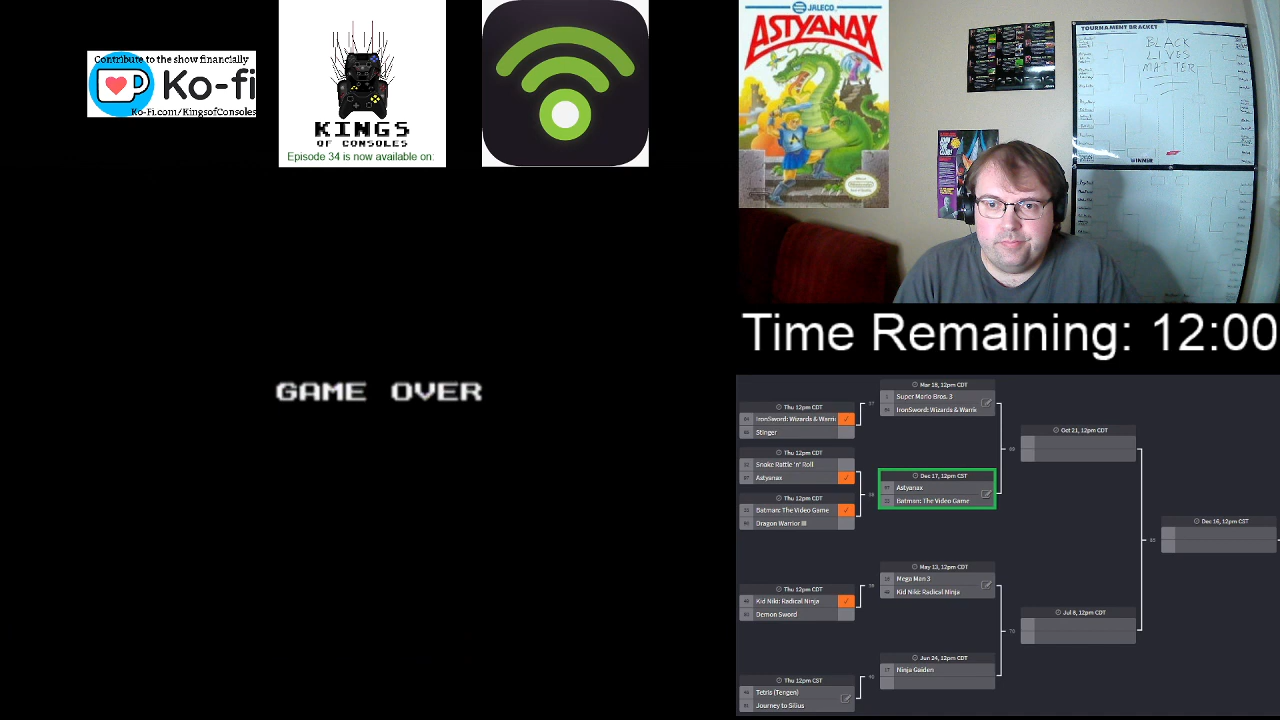 Contribute to the show financially
Ko-fi
Ko-Fi.com/KingsofConsoles
KINGS
OF CONSOLES
Episode 34 is now available on:
JALECO
ASTYANAX
TOURNAMENT BRACKET
BLACK
LIVES
MATTER
WINNER
Time Remaining: 12:00
GAME OVER
Mar 18, 12pm CDT
Super Mario Bros. 3
IronSword: Wizards & Warrio
Thu 12pm CDT
IronSword: Wizards & Warrio
Stinger
Oct 21, 12pm CDT
Thu 12pm CDT
Snake Rattle 'n' Roll
Astyanax
Dec 17, 12pm CST
Astyanax
Batman: The Video Game
Thu 12pm CDT
Batman: The Video Game
Dragon Warrior III
Dec 16, 12pm CST
May 13, 12pm CDT
Mega Man 3
Kid Niki: Radical Ninja
Thu 12pm CDT
Kid Niki: Radical Ninja
Demon Sword
Jul 8, 12pm CDT
Jun 24, 12pm CDT
Ninja Gaiden
Thu 12pm CST
Tetris (Tengen)
Journey to Silius